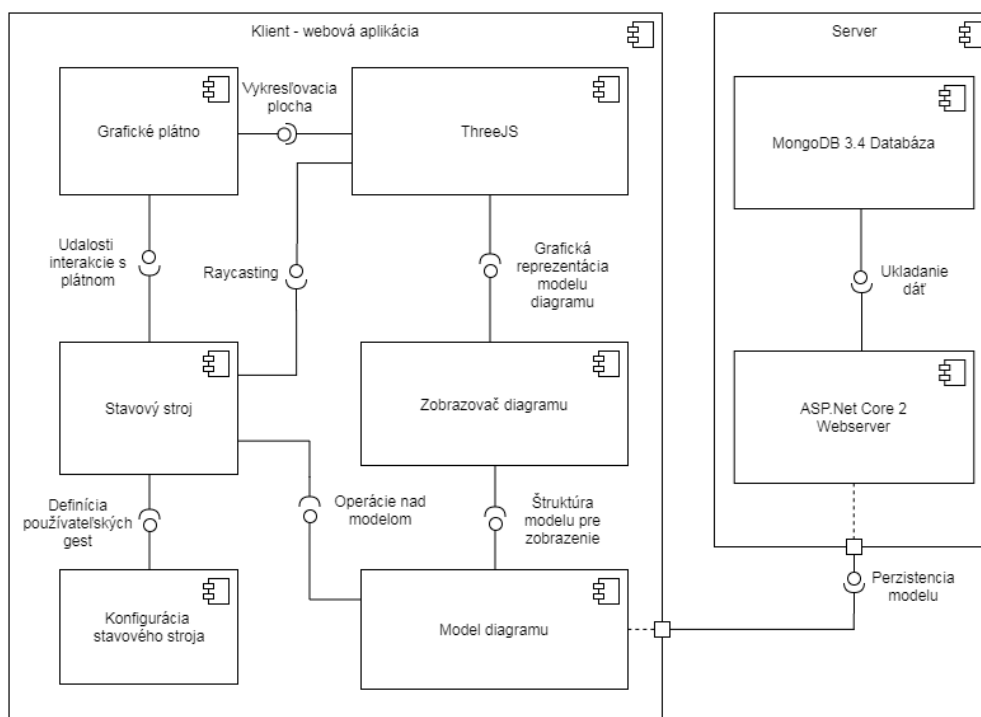 Klient - webová aplikácia
Server
Grafické plátno
Vykresľovacia
plocha
ThreeJS
MongoDB 3.4 Databáza
Udalosti
interakcie s
plátnom
Raycasting
Grafická
reprezentácia
modelu
diagramu
Ukladanie
dáť
Stavový stroj
Zobrazovač diagramu
ASP.Net Core 2
Webserver
Definícia
používateľských
gest
Operácie nad
modelom
Štruktúra
modelu pre
zobrazenie
Perzistencia
modelu
Konfigurácia
stavového stroja
Model diagramu